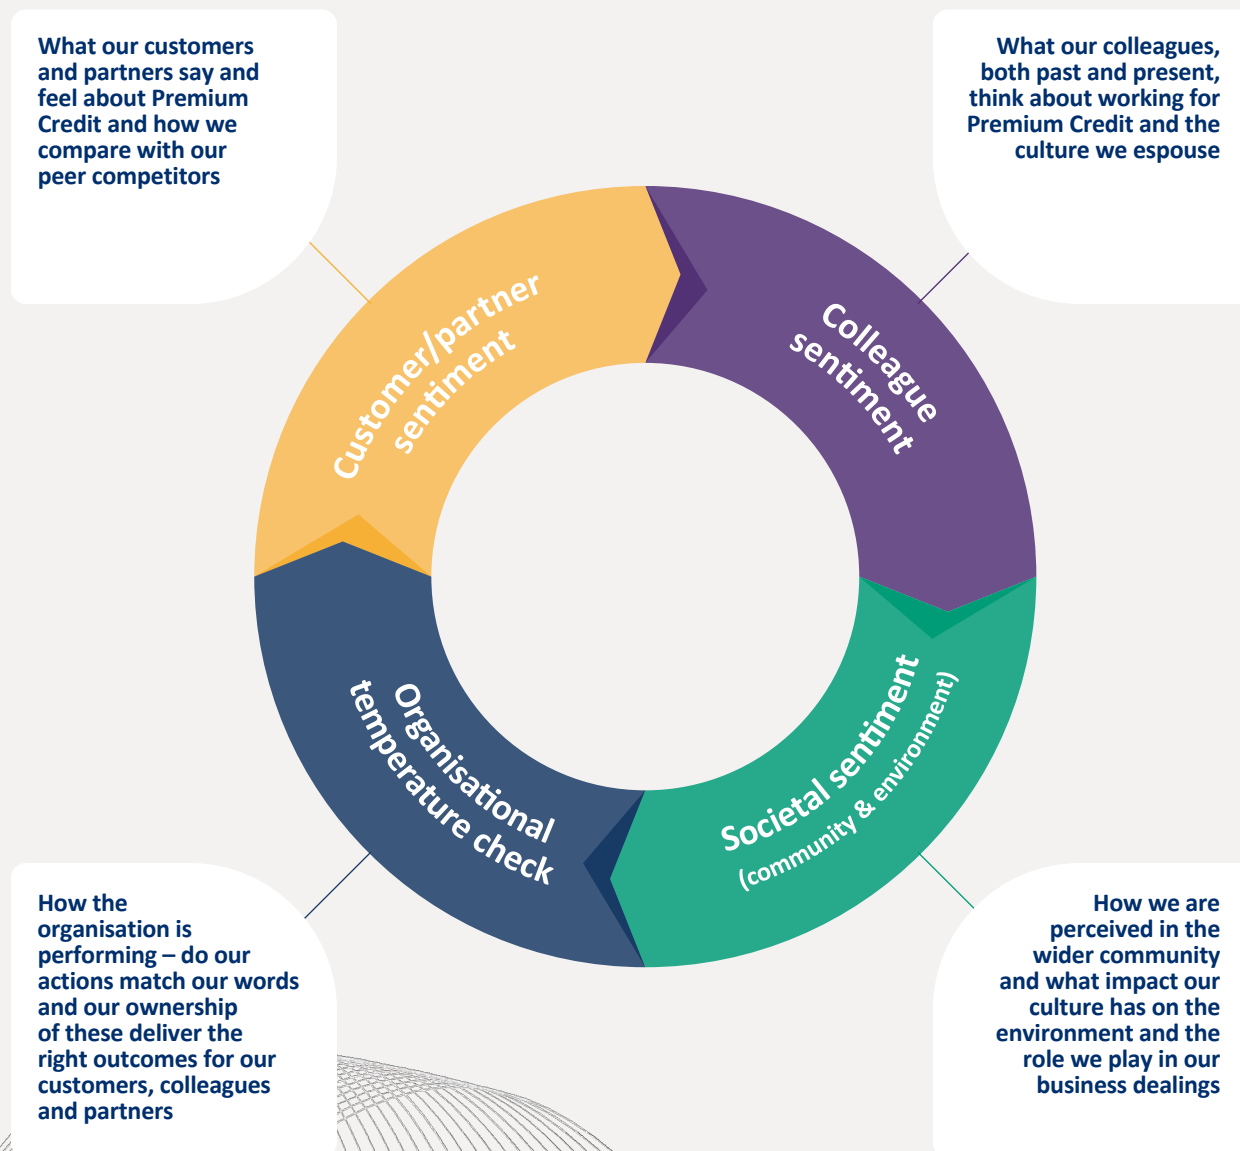 What our customers
and partners say and
feel about Premium
Credit and how we
compare with our
peer competitors
What our colleagues,
both past and present,
think about working for
Premium Credit and the
culture we espouse
Customer/partner
sentiment
Colleague
sentiment
Organisational
temperature check
Societal sentiment
(community & environment)
How the
organisation is
performing – do our
actions match our words
and our ownership
of these deliver the
right outcomes for our
customers, colleagues
and partners
How we are
perceived in the
wider community
and what impact our
culture has on the
environment and the
role we play in our
business dealings